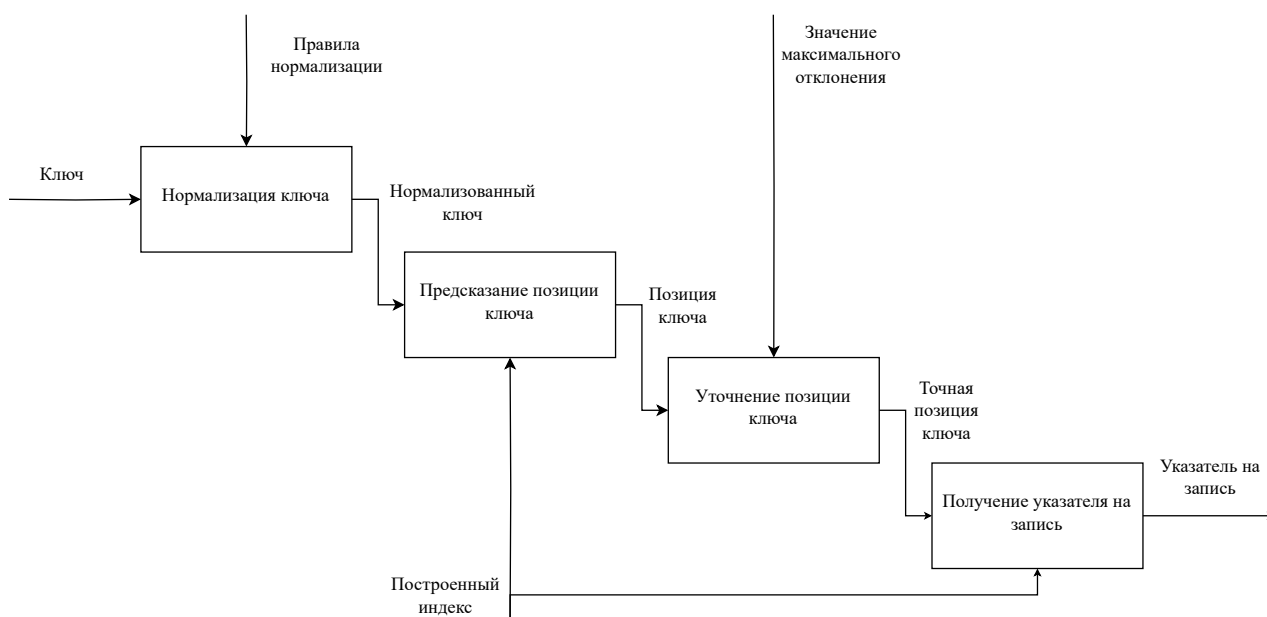 Правила
нормализации
Значение
максимального
отклонения
Ключ
Нормализация ключа
Нормализованный
ключ
Предсказание позиции
ключа
Позиция
ключа
Уточнение позиции
ключа
Точная
позиция
ключа
Получение указателя на
запись
Указатель на
запись
Построенный
индекс